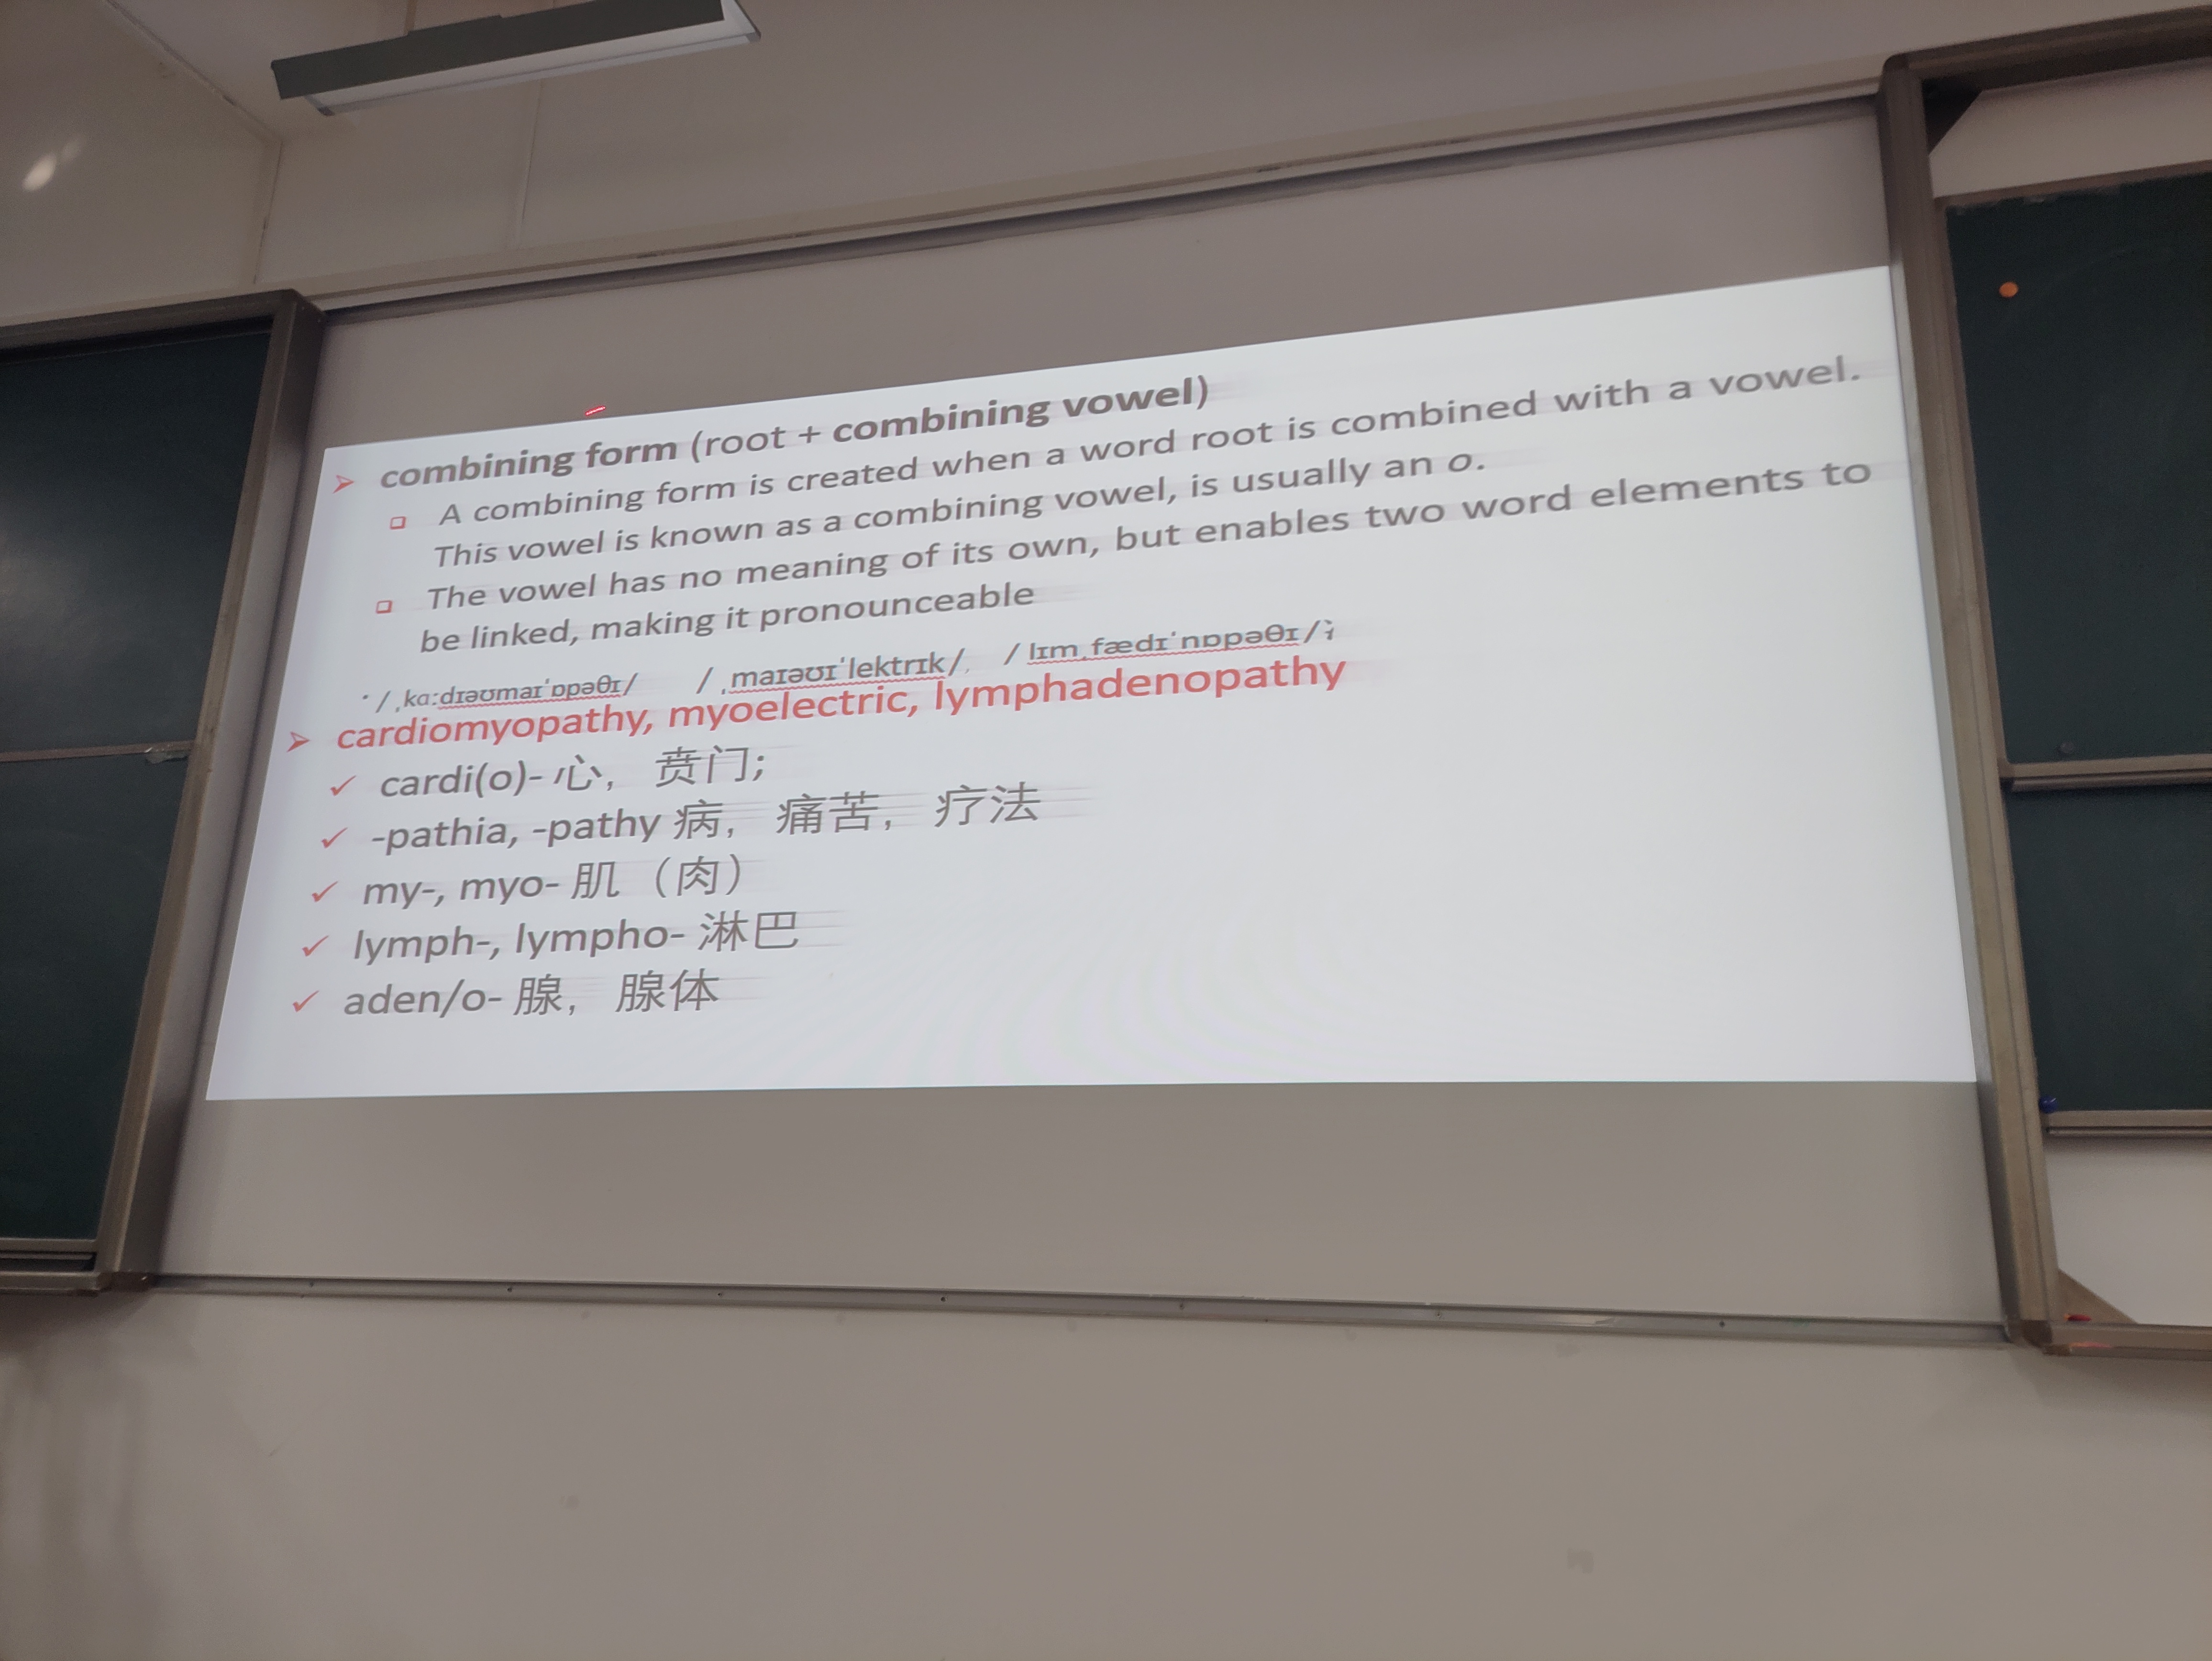 ➢ combining form (root + combining vowel)
❑ A combining form is created when a word root is combined with a vowel.
This vowel is known as a combining vowel, is usually an o.
❑ The vowel has no meaning of its own, but enables two word elements to
be linked, making it pronounceable
• /ˌkɑːdɪəʊmaɪˈɒpəθɪ/ /ˌmaɪəʊɪˈlektrɪk/, /lɪmˌfædɪˈnɒpəθɪ/;
➢ cardiomyopathy, myoelectric, lymphadenopathy
✓ cardi(o)- 心， 贲门;
✓ -pathia, -pathy 病， 痛苦， 疗法
✓ my-, myo- 肌（肉）
✓ lymph-, lympho- 淋巴
✓ aden/o- 腺， 腺体